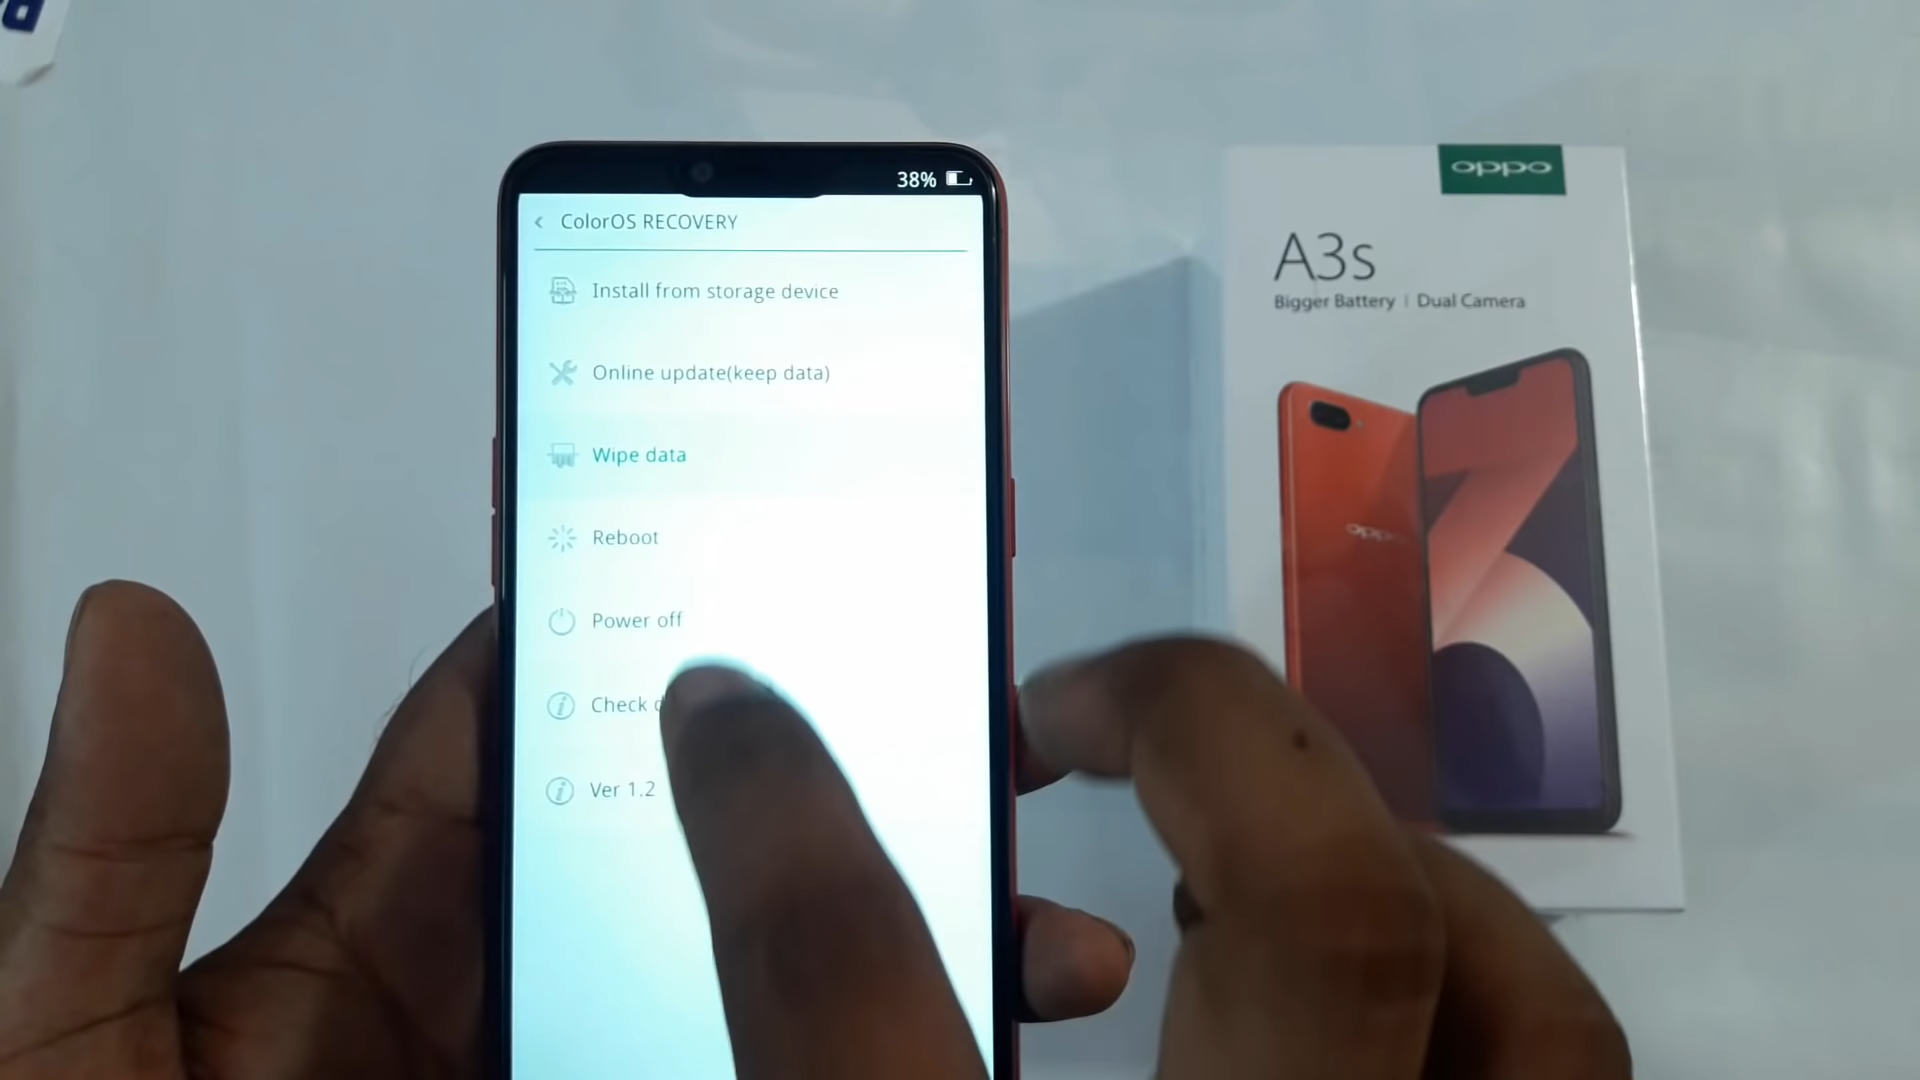 38%
ColorOS RECOVERY
Install from storage device
Online update(keep data)
Wipe data
Reboot
Power off
Check
Ver 1.2
oppo
A3s
Bigger Battery | Dual Camera
oppo